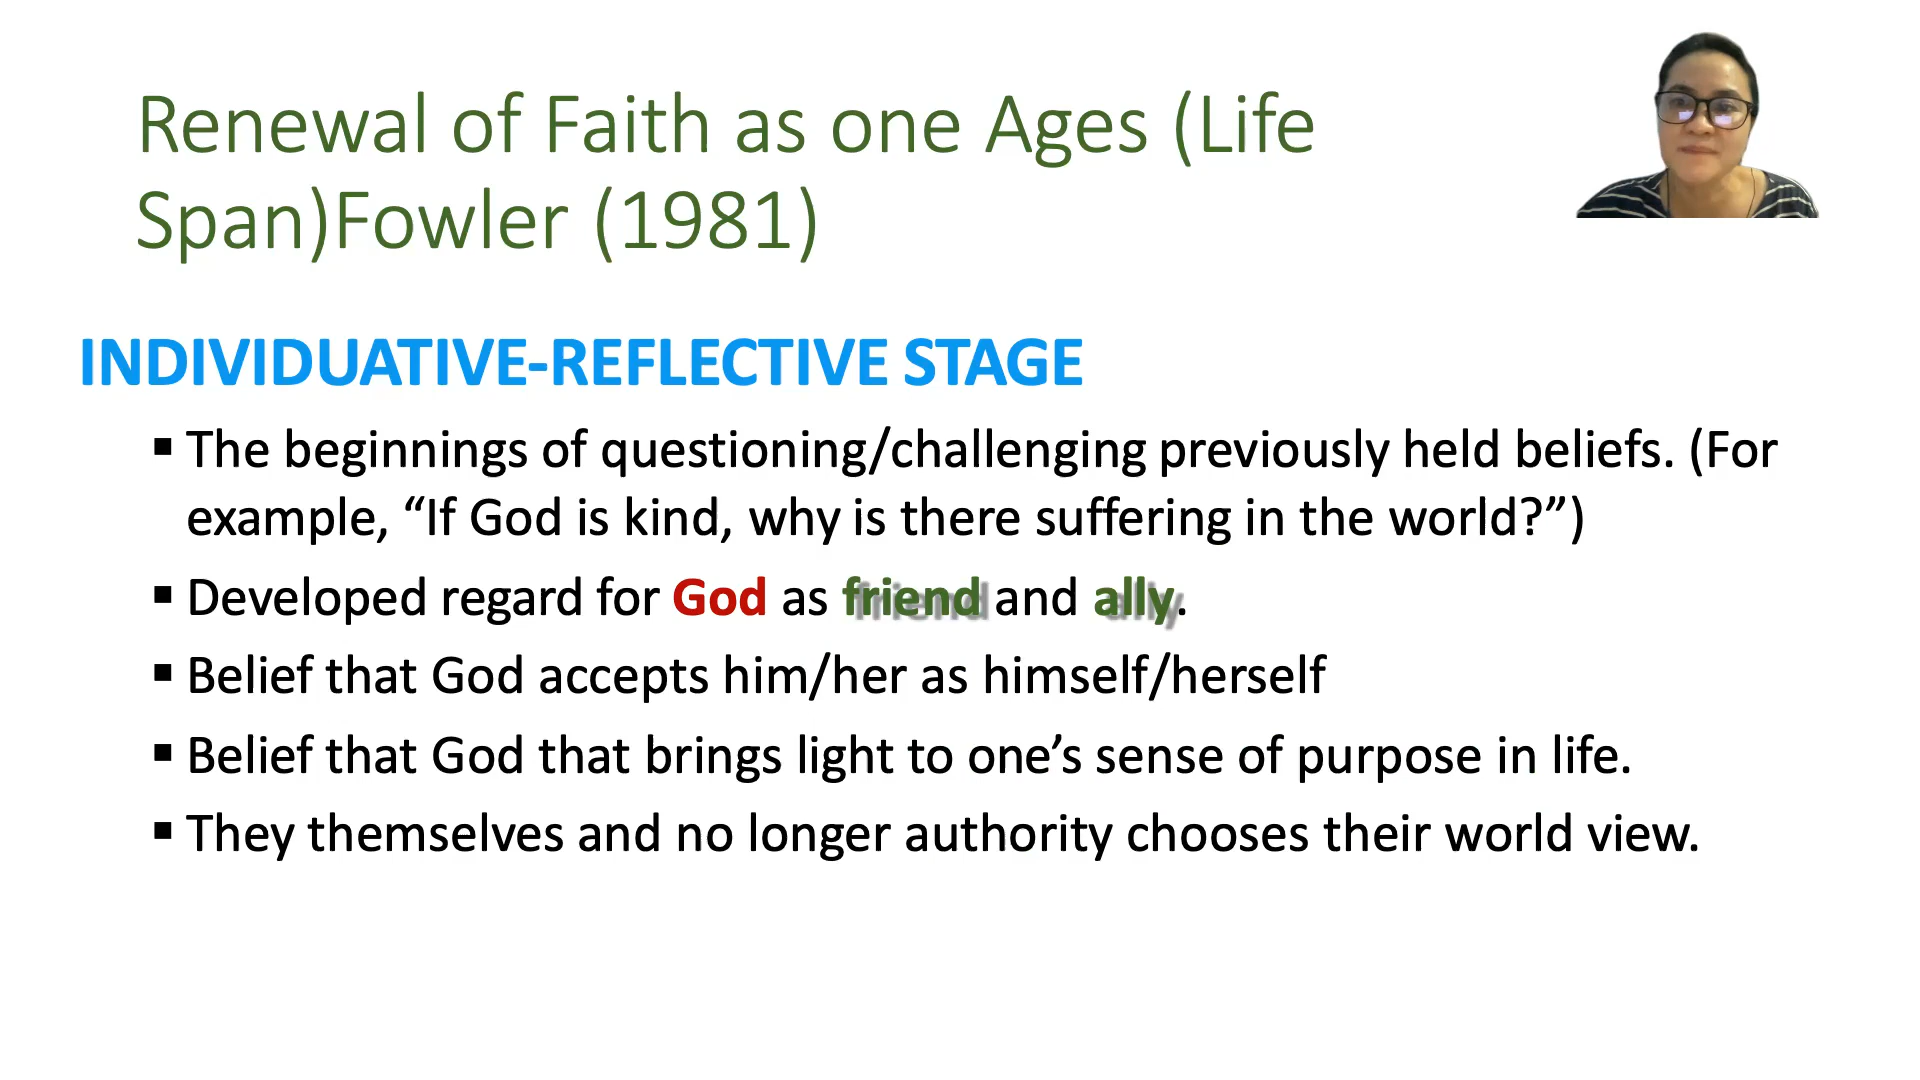 Renewal of Faith as one Ages (Life
Span)Fowler (1981)
INDIVIDUATIVE-REFLECTIVE STAGE
▪ The beginnings of questioning/challenging previously held beliefs. (For
example, “If God is kind, why is there suffering in the world?”)
▪ Developed regard for God as friend and ally.
▪ Belief that God accepts him/her as himself/herself
▪ Belief that God that brings light to one’s sense of purpose in life.
▪ They themselves and no longer authority chooses their world view.